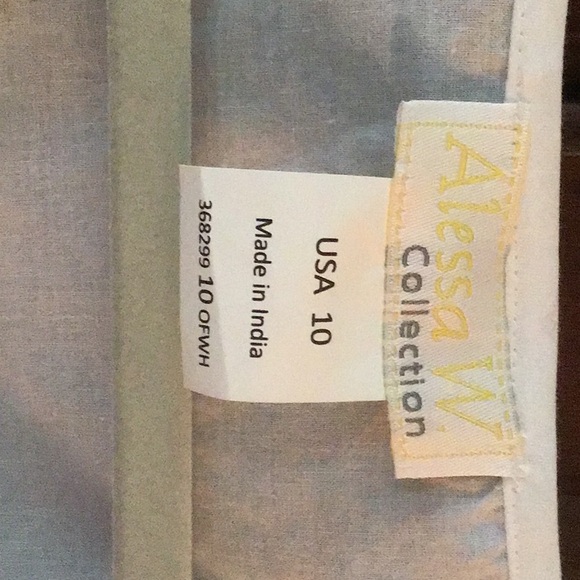 Alessa W.
Collection
USA 10
Made in India
368299 10 OFWH